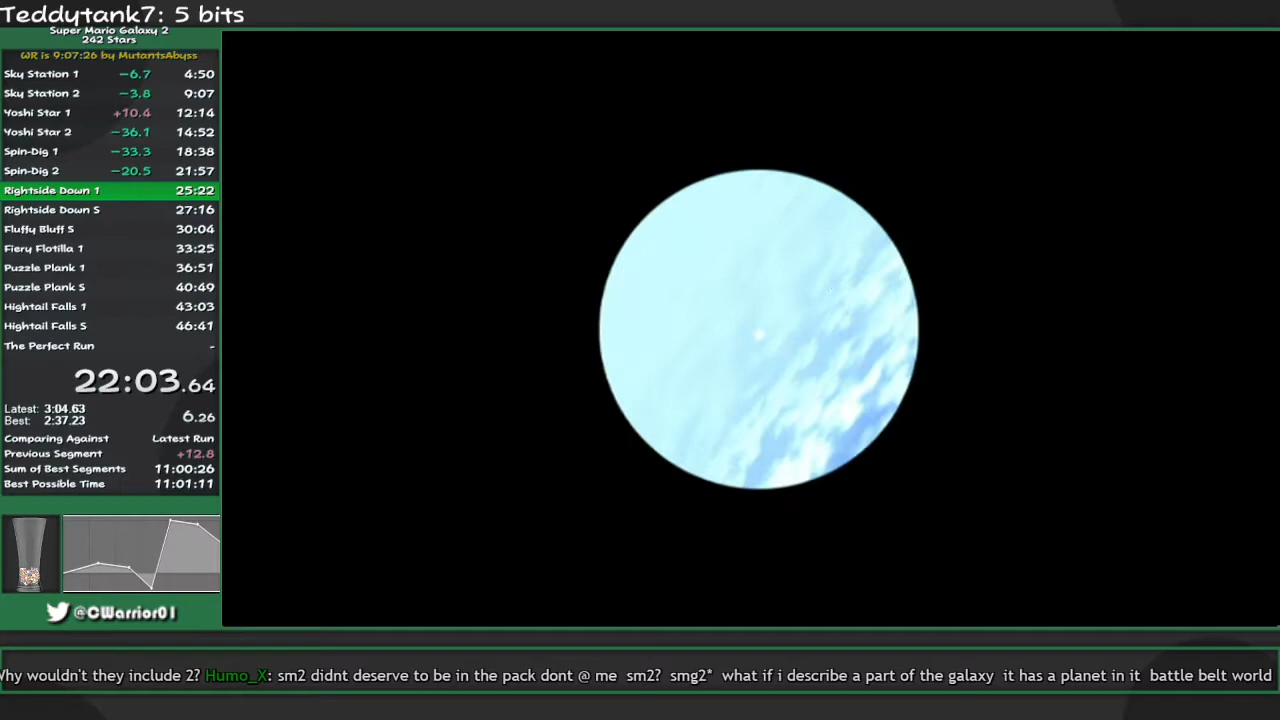 Teddytank7: 5 bits
Super Mario Galaxy 2
242 Stars
WR is 9:07:26 by MutantsAbyss
Sky Station 1 −6.7 4:50
Sky Station 2 −3.8 9:07
Yoshi Star 1 +10.4 12:14
Yoshi Star 2 −36.1 14:52
Spin-Dig 1 −33.3 18:38
Spin-Dig 2 −20.5 21:57
Rightside Down 1 25:22
Rightside Down S 27:16
Fluffy Bluff S 30:04
Fiery Flotilla 1 33:25
Puzzle Plank 1 36:51
Puzzle Plank S 40:49
Hightail Falls 1 43:03
Hightail Falls S 46:41
The Perfect Run -
22:03.64
Latest: 3:04.63
Best: 2:37.23 6.26
Comparing Against Latest Run
Previous Segment +12.8
Sum of Best Segments 11:00:26
Best Possible Time 11:01:11
@CWarrior01
Why wouldn't they include 2? Humo_X: sm2 didnt deserve to be in the pack dont @ me sm2? smg2* what if i describe a part of the galaxy it has a planet in it battle belt world